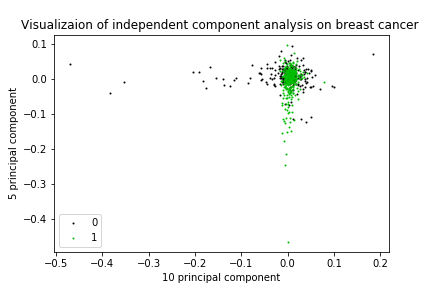 Visualizaion of independent component analysis on breast cancer
0.1
0.0
−0.1
−0.2
−0.3
−0.4
5 principal component
0
1
−0.5 −0.4 −0.3 −0.2 −0.1 0.0 0.1 0.2
10 principal component